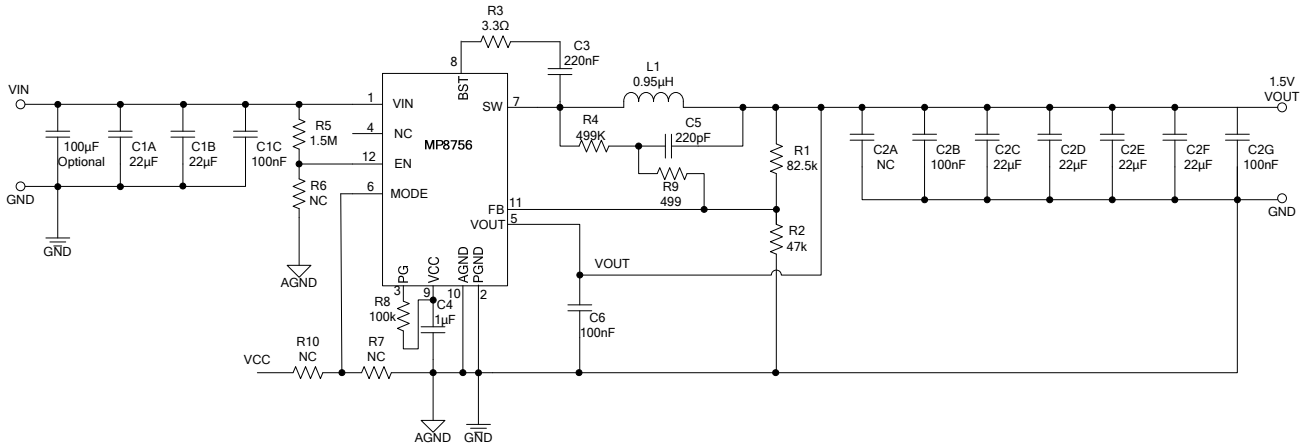 R3
3.3Ω
C3
220nF
8
BST
L1
0.95µH
VIN
1
VIN
SW
7
1.5V
VOUT
100µF
Optional
C1A
22µF
C1B
22µF
C1C
100nF
R5
1.5M
4
NC
MP8756
R4
499K
C5
220pF
R1
82.5k
C2A
NC
C2B
100nF
C2C
22µF
C2D
22µF
C2E
22µF
C2F
22µF
C2G
100nF
12
EN
R9
499
GND
R6
NC
6
MODE
FB
11
GND
VOUT
5
R2
47k
GND
AGND
PG
VCC
AGND
PGND
VOUT
3
9
10
2
R8
100k
C4
1µF
C6
100nF
R10
NC
R7
NC
VCC
AGND
GND